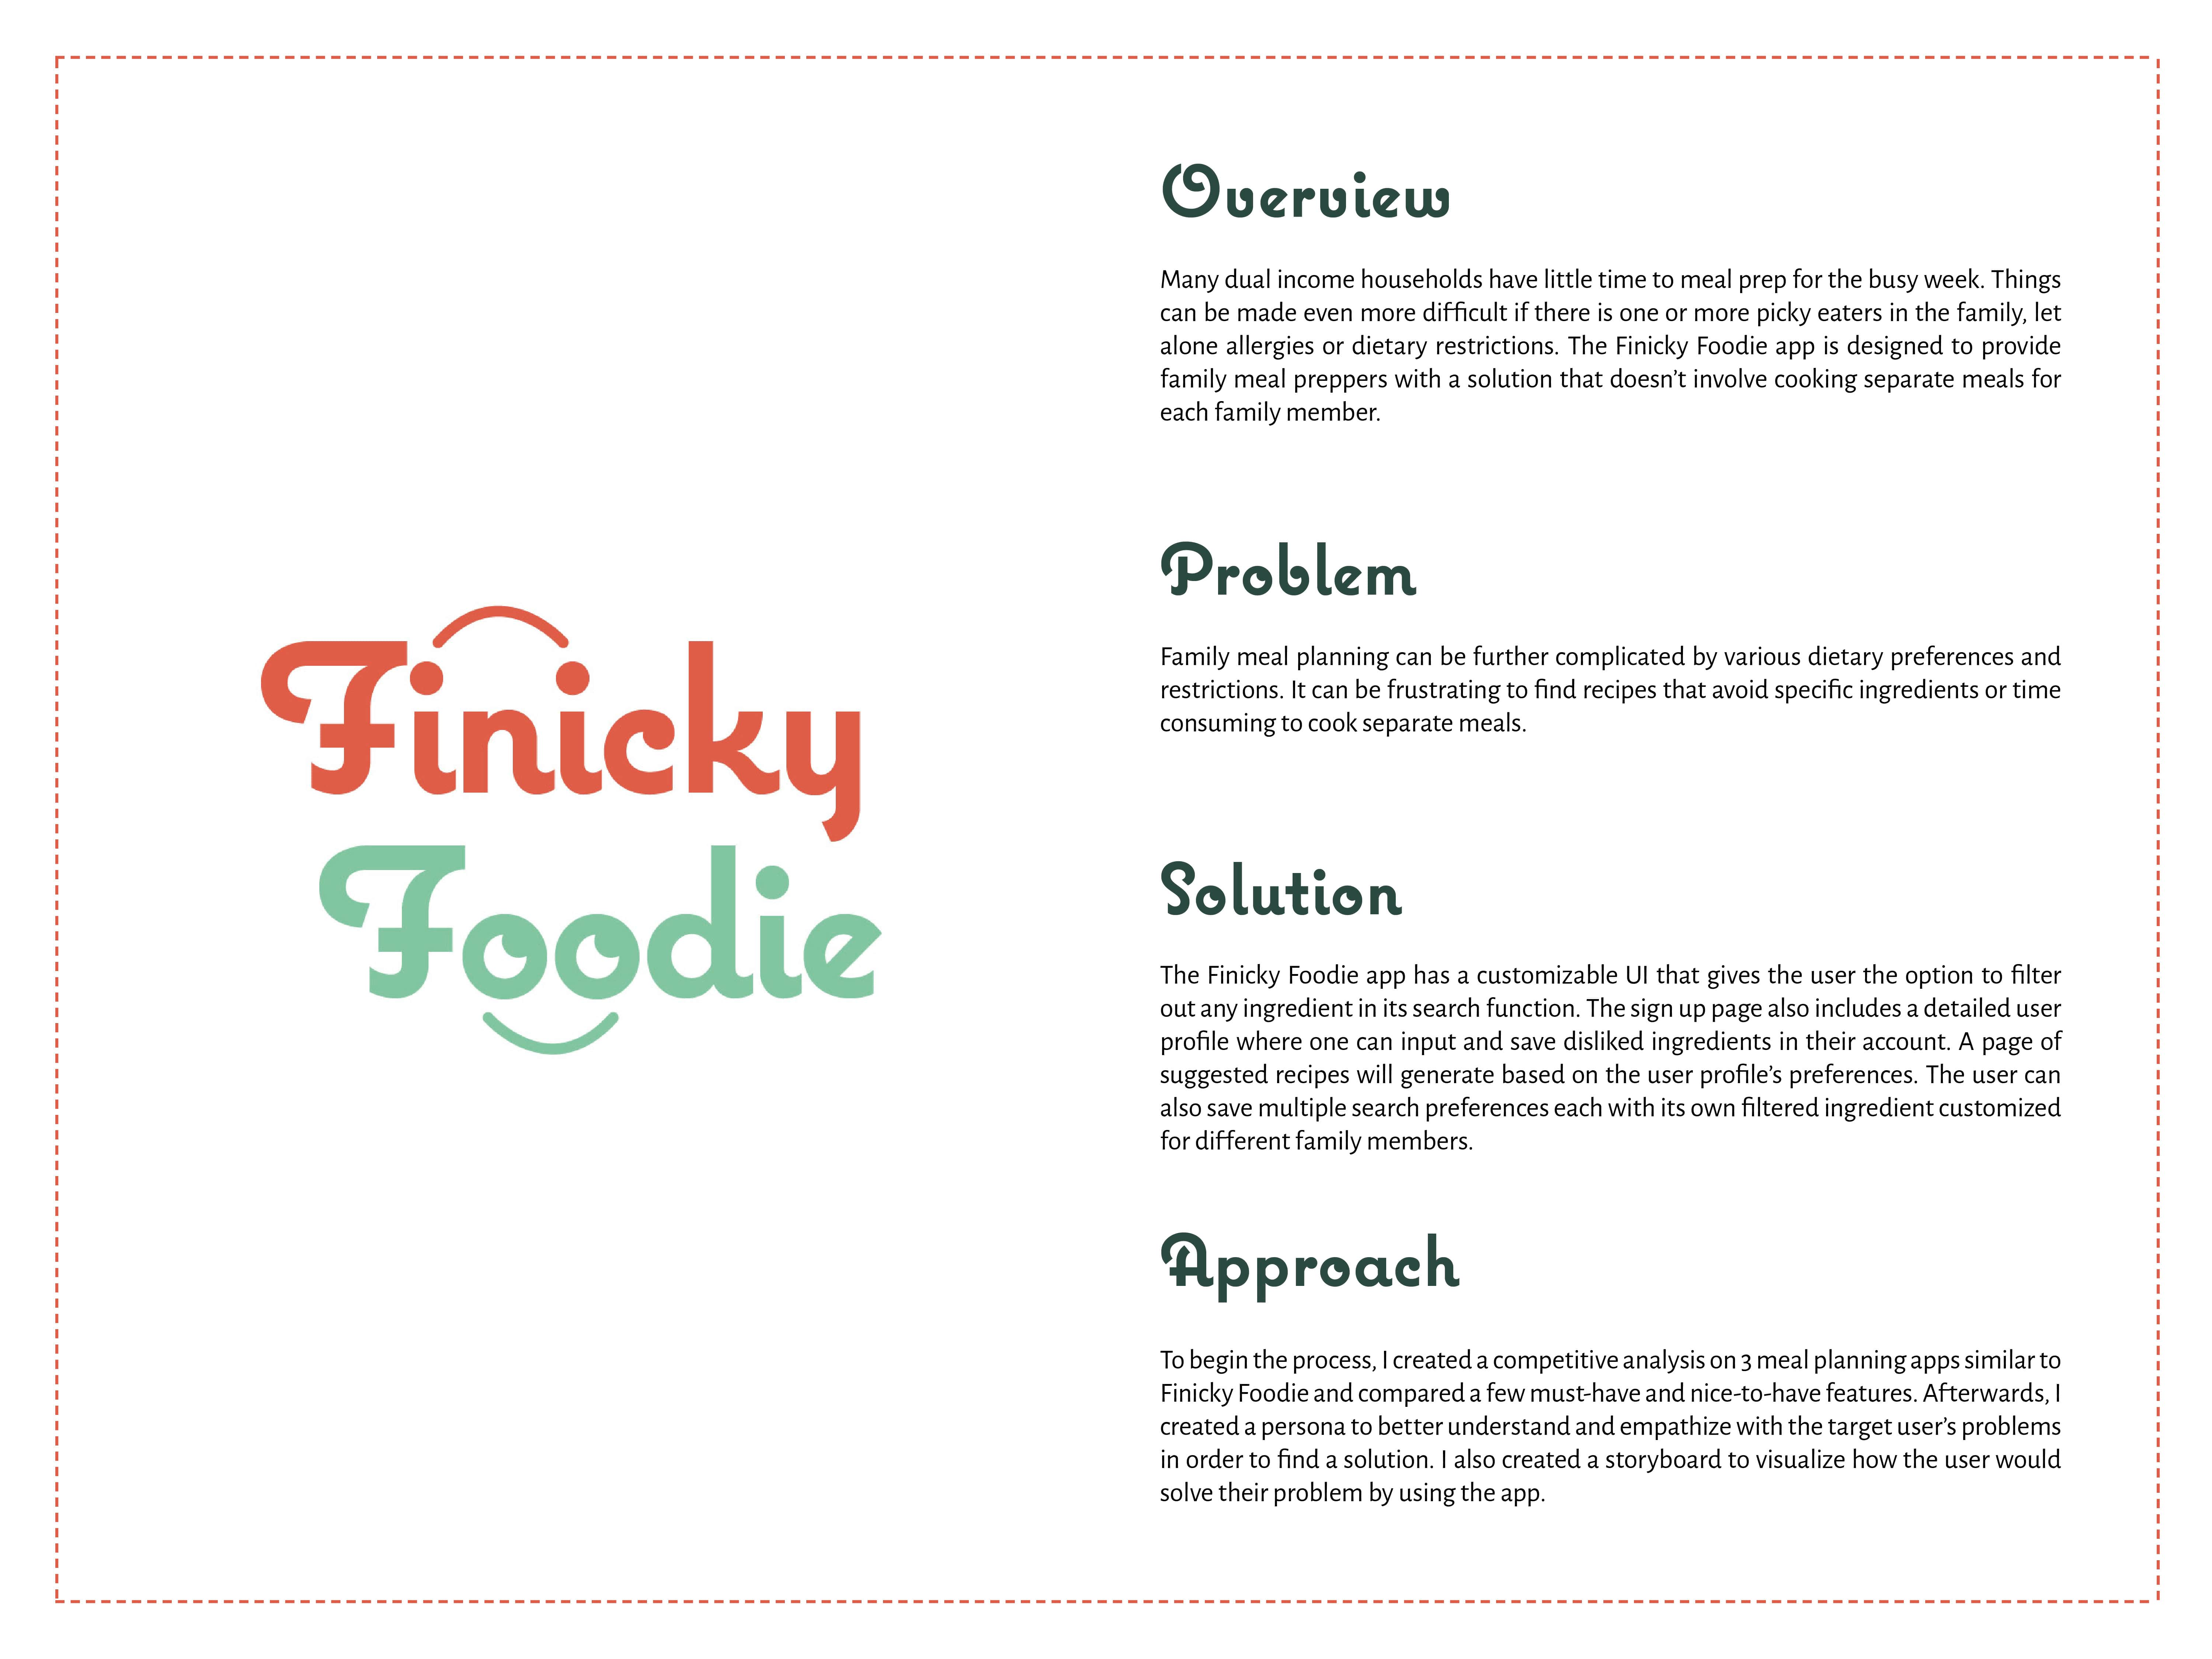 Finicky
Foodie
Overview
Many dual income households have little time to meal prep for the busy week. Things
can be made even more difficult if there is one or more picky eaters in the family, let
alone allergies or dietary restrictions. The Finicky Foodie app is designed to provide
family meal preppers with a solution that doesn’t involve cooking separate meals for
each family member.
Problem
Family meal planning can be further complicated by various dietary preferences and
restrictions. It can be frustrating to find recipes that avoid specific ingredients or time
consuming to cook separate meals.
Solution
The Finicky Foodie app has a customizable UI that gives the user the option to filter
out any ingredient in its search function. The sign up page also includes a detailed user
profile where one can input and save disliked ingredients in their account. A page of
suggested recipes will generate based on the user profile’s preferences. The user can
also save multiple search preferences each with its own filtered ingredient customized
for different family members.
Approach
To begin the process, I created a competitive analysis on 3 meal planning apps similar to
Finicky Foodie and compared a few must-have and nice-to-have features. Afterwards, I
created a persona to better understand and empathize with the target user’s problems
in order to find a solution. I also created a storyboard to visualize how the user would
solve their problem by using the app.